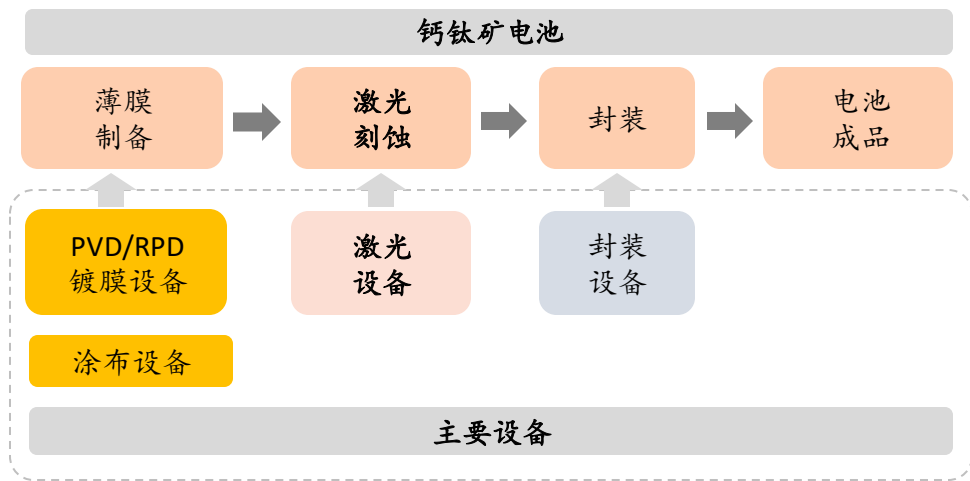 钙钛矿电池
薄膜
制备
激光
刻蚀
封装
电池
成品
PVD/RPD
镀膜设备
激光
设备
封装
设备
涂布设备
主要设备